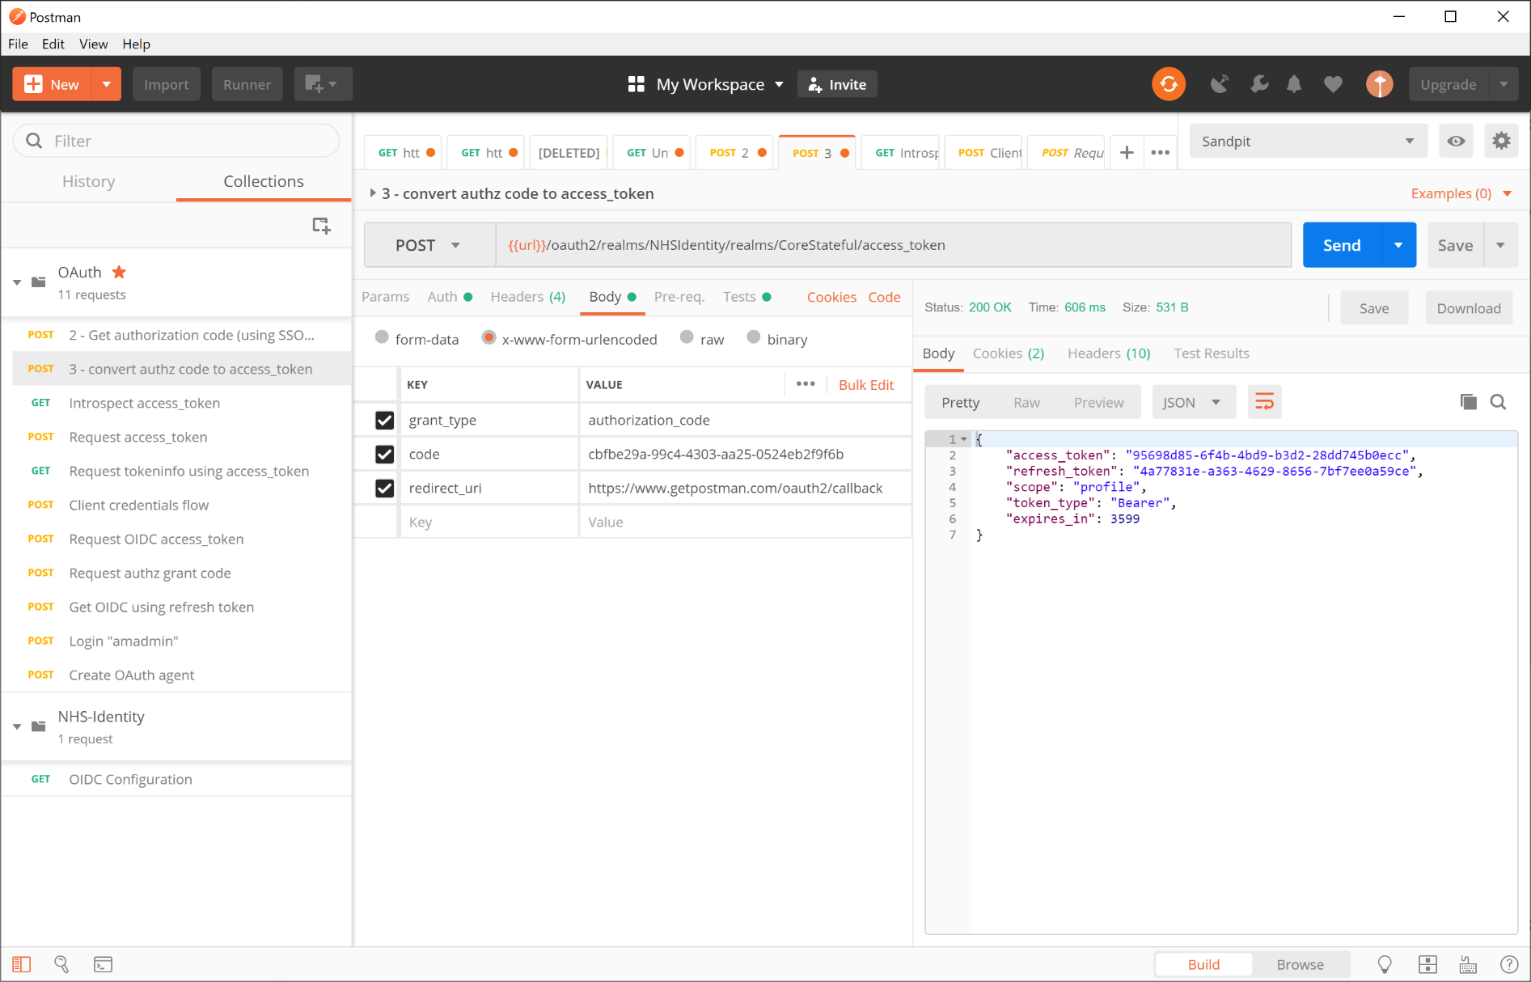 Postman
File Edit View Help
New Import Runner My Workspace Invite Upgrade
Filter
History Collections
OAuth
11 requests
POST 2 - Get authorization code (using SSO...
POST 3 - convert authz code to access_token
GET Introspect access_token
POST Request access_token
GET Request tokeninfo using access_token
POST Client credentials flow
POST Request OIDC access_token
POST Request authz grant code
POST Get OIDC using refresh token
POST Login "amadmin"
POST Create OAuth agent
NHS-Identity
1 request
GET OIDC Configuration
GET htt GET htt [DELETED] GET Un POST 2 POST 3 GET Introsp POST Client POST Requ
Sandpit
3 - convert authz code to access_token
Examples (0)
POST {{url}}/oauth2/realms/NHSIdentity/realms/CoreStateful/access_token
Send Save
Params Auth Headers (4) Body Pre-req. Tests Cookies Code
form-data x-www-form-urlencoded raw binary
KEY VALUE Bulk Edit
grant_type authorization_code
code cbfbe29a-99c4-4303-aa25-0524eb2f9f6b
redirect_uri https://www.getpostman.com/oauth2/callback
Key Value
Status: 200 OK Time: 606 ms Size: 531 B
Save Download
Body Cookies (2) Headers (10) Test Results
Pretty Raw Preview JSON
1 {
2 "access_token": "95698d85-6f4b-4bd9-b3d2-28dd745b0ecc",
3 "refresh_token": "4a77831e-a363-4629-8656-7bf7ee0a59ce",
4 "scope": "profile",
5 "token_type": "Bearer",
6 "expires_in": 3599
7 }
Build Browse